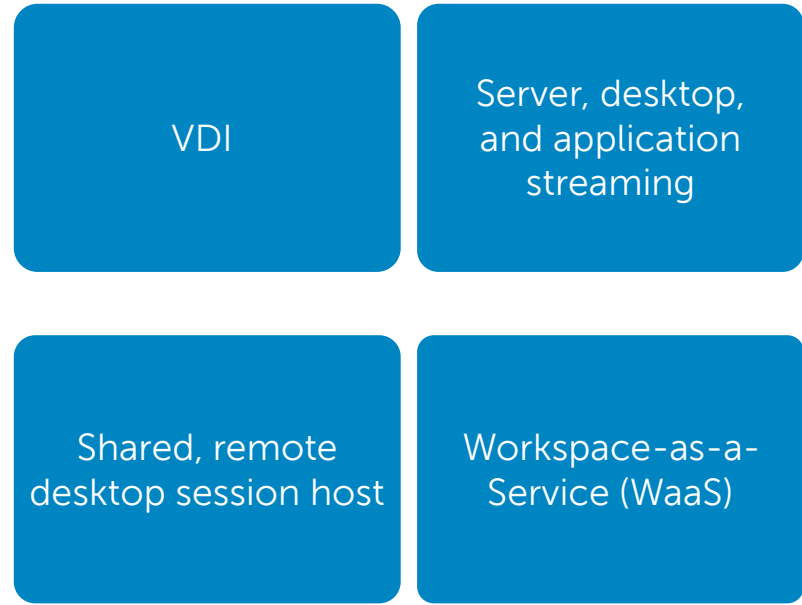 VDI
Server, desktop,
and application
streaming
Shared, remote
desktop session host
Workspace-as-a-
Service (WaaS)